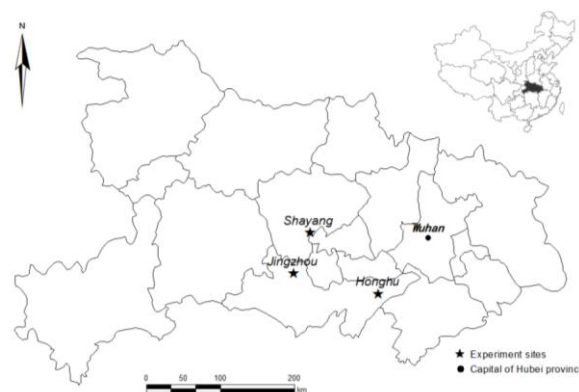 N
Shayang
Wuhan
Jingzhou
Honghu
Experiment sites
Capital of Hubei provinc
0 50 100 200
km